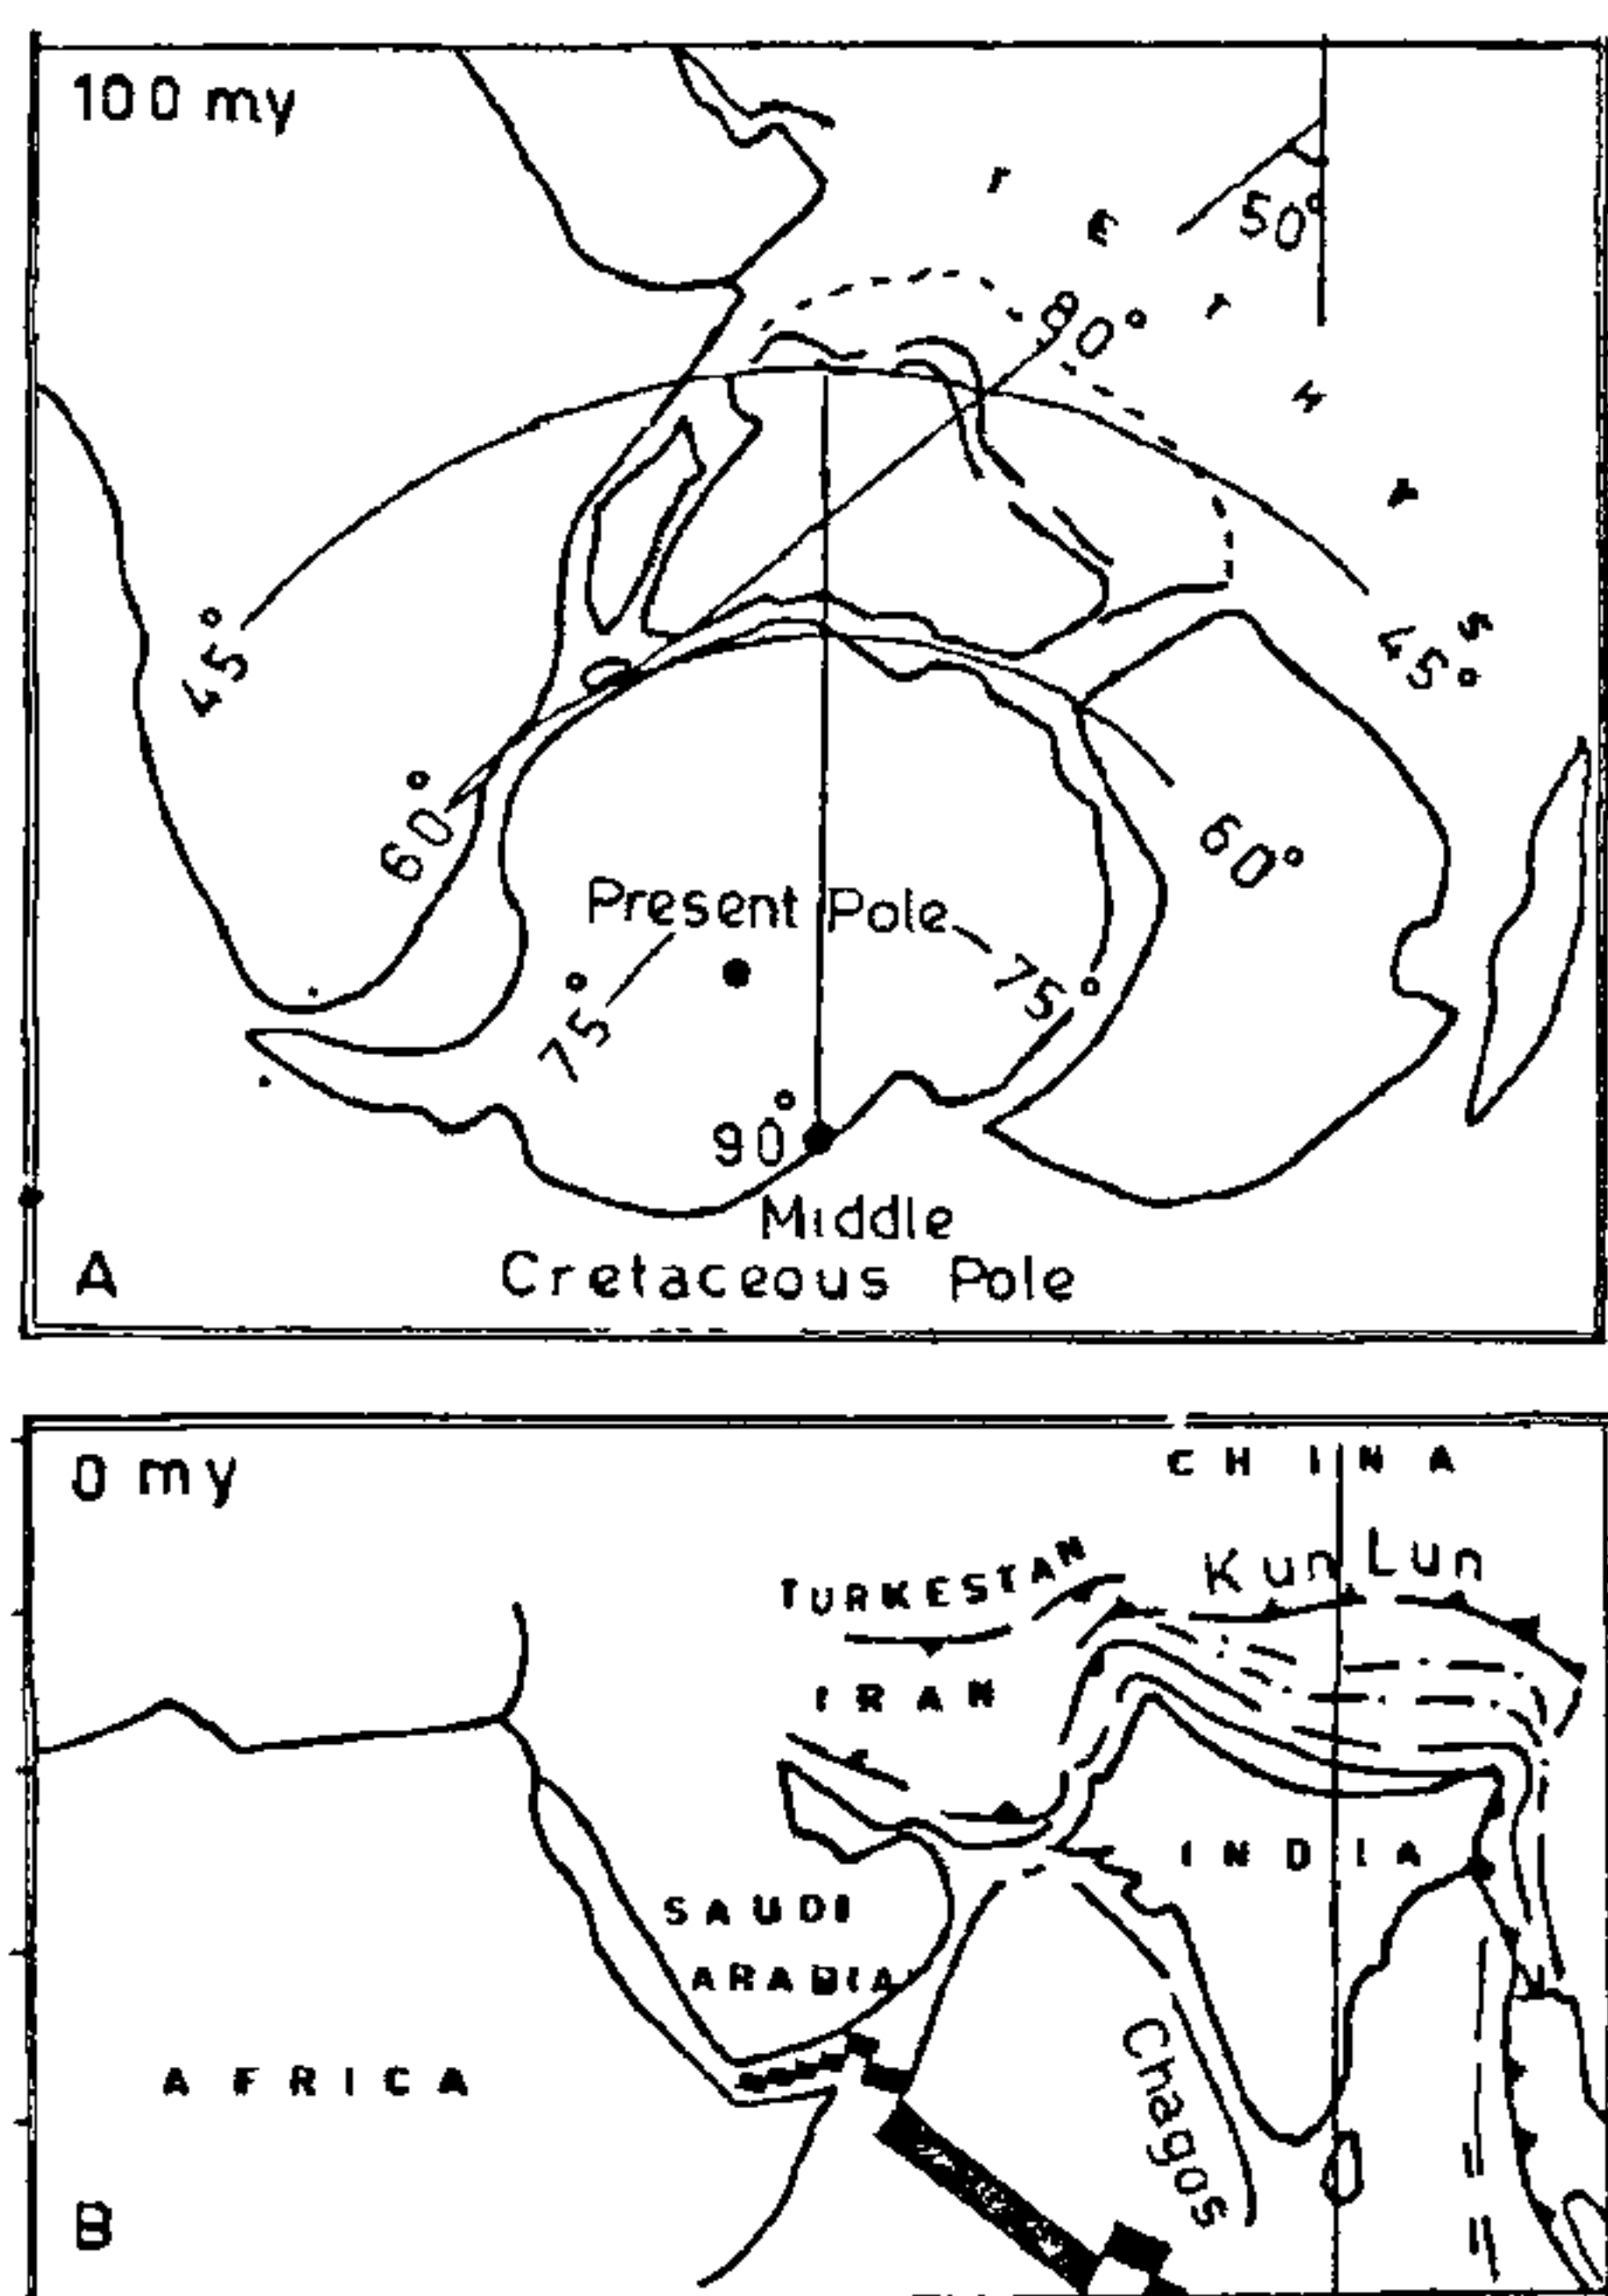 100 my
T E T H Y S
50°
80°
45°
45°
60°
60°
Present Pole
75°
75°
90°
Middle
Cretaceous Pole
A
0 my
CHINA
Kun Lun
TURKESTAN
IRAN
INDIA
SAUDI
ARABIA
AFRICA
Chagos
B